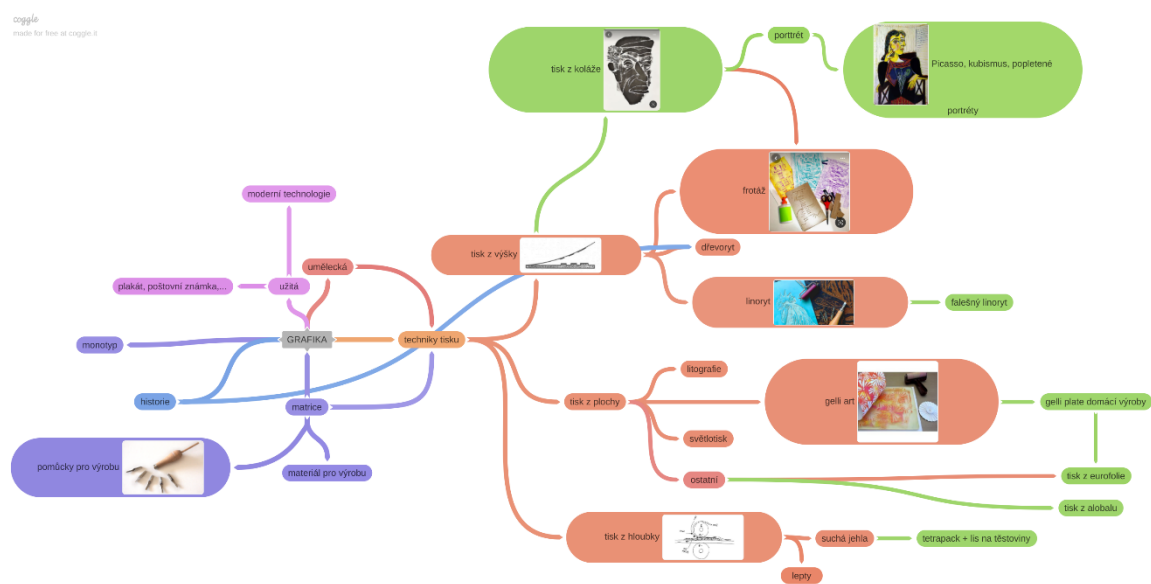 coggle
made for free at coggle.it
tisk z koláže
porttrét
Picasso, kubismus, popletené
portréty
frotáž
moderní technologie
tisk z výšky
dřevoryt
umělecká
plakát, poštovní známka,...
užitá
linoryt
falešný linoryt
GRAFIKA
techniky tisku
monotyp
litografie
historie
matrice
tisk z plochy
gelli art
gelli plate domácí výroby
světlotisk
pomůcky pro výrobu
materiál pro výrobu
ostatní
tisk z eurofolie
tisk z alobalu
tisk z hloubky
suchá jehla
tetrapack + lis na těstoviny
lepty